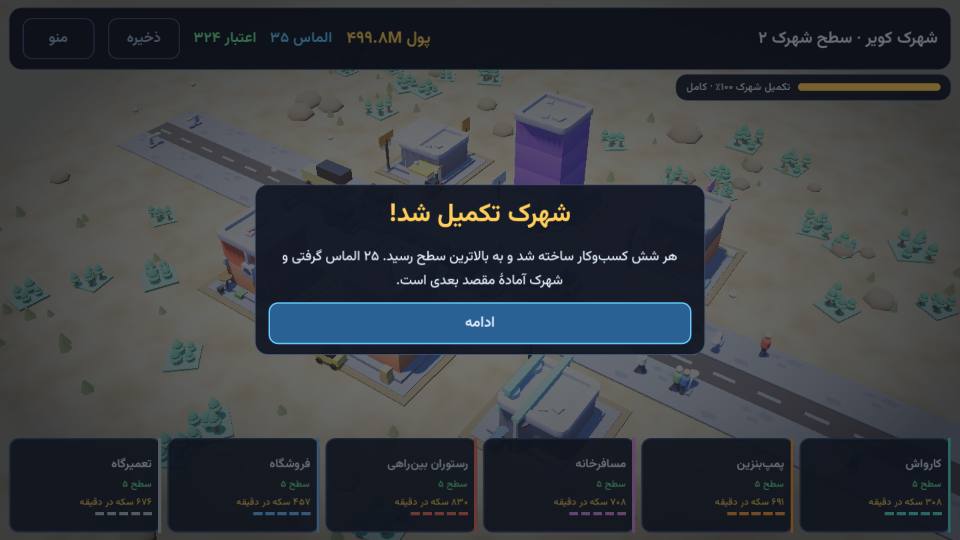 شهرک کویر · سطح شهرک ۲
پول ۴۹۹.۸M
الماس ۳۵
اعتبار ۳۲۴
ذخیره
منو
تکمیل شهرک ۱۰۰٪ · کامل
شهرک تکمیل شد!
هر شش کسب‌وکار ساخته شد و به بالاترین سطح رسید. ۲۵ الماس گرفتی و
شهرک آمادهٔ مقصد بعدی است.
ادامه
کارواش
سطح ۵
۳۰۸ سکه در دقیقه
پمپ‌بنزین
سطح ۵
۶۹۱ سکه در دقیقه
مسافرخانه
سطح ۵
۷۰۸ سکه در دقیقه
رستوران بین‌راهی
سطح ۵
۸۳۰ سکه در دقیقه
فروشگاه
سطح ۵
۴۵۷ سکه در دقیقه
تعمیرگاه
سطح ۵
۶۷۶ سکه در دقیقه